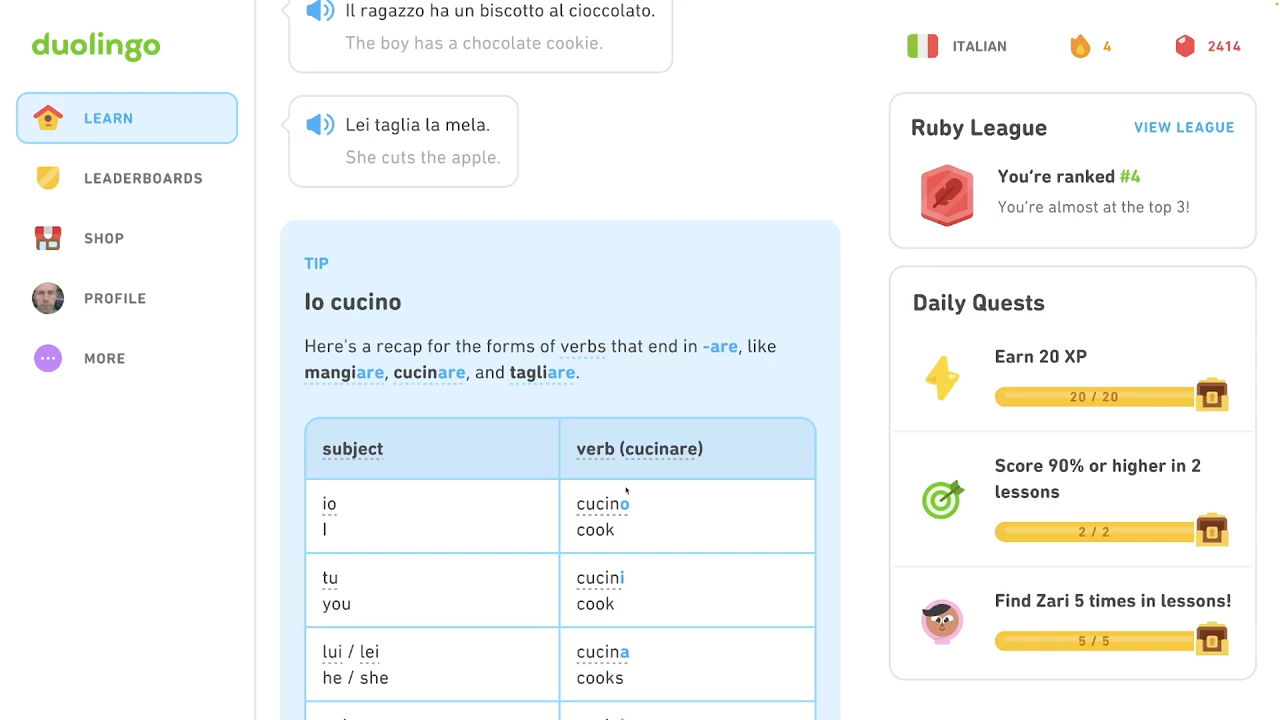 duolingo
LEARN
LEADERBOARDS
SHOP
PROFILE
MORE
Il ragazzo ha un biscotto al cioccolato.
The boy has a chocolate cookie.
Lei taglia la mela.
She cuts the apple.
TIP
Io cucino
Here's a recap for the forms of verbs that end in -are, like
mangiare, cucinare, and tagliare.
subject verb (cucinare)
io cucino
I cook
tu cucini
you cook
lui / lei cucina
he / she cooks
ITALIAN 4 2414
Ruby League VIEW LEAGUE
You're ranked #4
You're almost at the top 3!
Daily Quests
Earn 20 XP
20 / 20
Score 90% or higher in 2
lessons
2 / 2
Find Zari 5 times in lessons!
5 / 5